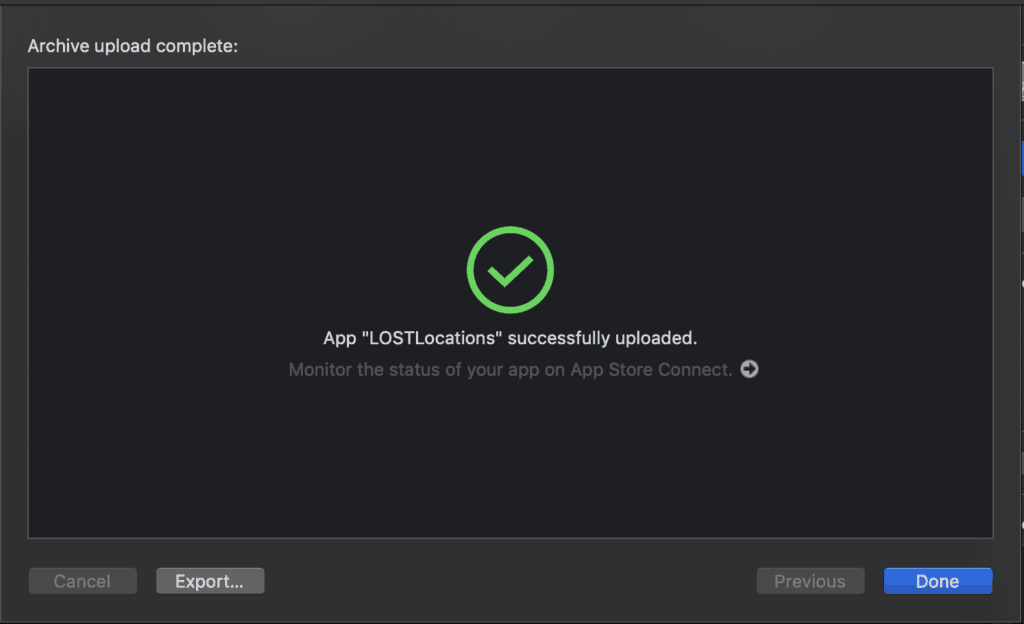 Archive upload complete:
App "LOSTLocations" successfully uploaded.
Monitor the status of your app on App Store Connect.
Cancel
Export...
Previous
Done